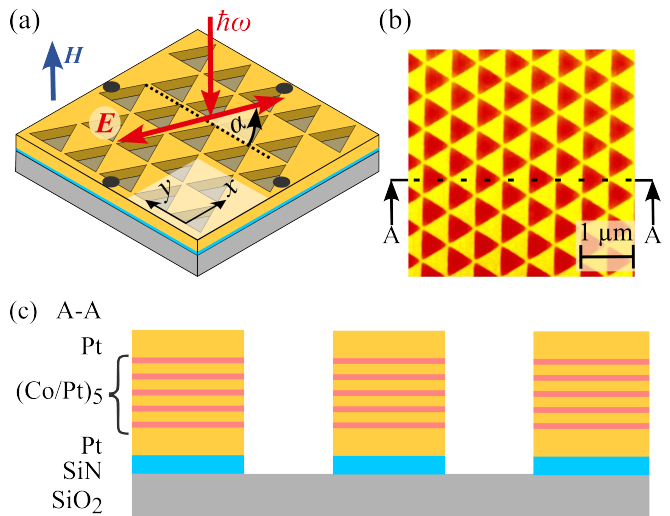 (a)
ħω
H
E
α
y
x
(b)
A
A
1 μm
(c) A-A
Pt
(Co/Pt)5
Pt
SiN
SiO2